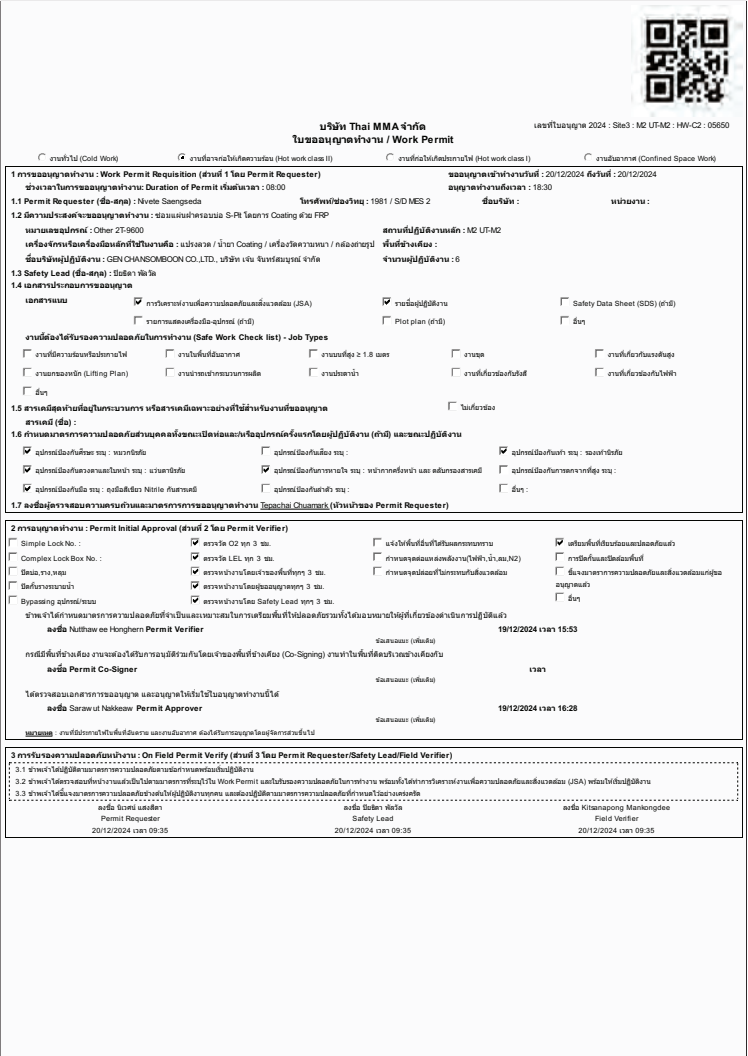 บริษัท Thai MMA จำกัด
เลขที่ใบอนุญาต 2024 : Site3 : M2 UT-M2 : HW-C2 : 05650
ใบขออนุญาตทำงาน / Work Permit
งานทั่วไป (Cold Work) งานที่อาจก่อให้เกิดความร้อน (Hot work class II) งานที่ก่อให้เกิดประกายไฟ (Hot work class I) งานอับอากาศ (Confined Space Work)
1 การขออนุญาตทำงาน : Work Permit Requisition (ส่วนที่ 1 โดย Permit Requester) ขออนุญาตเข้าทำงานวันที่ : 20/12/2024 ถึงวันที่ : 20/12/2024
ช่วงเวลาในการขออนุญาตทำงาน: Duration of Permit เริ่มต้นเวลา : 08:00 อนุญาตทำงานถึงเวลา : 18:30
1.1 Permit Requester (ชื่อ-สกุล) : Nivete Saengseda โทรศัพท์/ช่องวิทยุ : 1981 / S/D MES 2 ชื่อบริษัท : หน่วยงาน :
1.2 มีความประสงค์จะขออนุญาตทำงาน : ซ่อมแผ่นฝาครอบบ่อ S-Pit โดยการ Coating ด้วย FRP
หมายเลขอุปกรณ์ : Other 2T-9600 สถานที่ปฏิบัติงานหลัก : M2 UT-M2
เครื่องจักรหรือเครื่องมือหลักที่ใช้ในงานคือ : แปรงลวด / น้ำยา Coating / เครื่องวัดความหนา / กล้องถ่ายรูป พื้นที่ข้างเคียง :
ชื่อบริษัทผู้ปฏิบัติงาน : GEN CHANSOMBOON CO.,LTD., บริษัท เจ้น จันทร์สมบูรณ์ จำกัด จำนวนผู้ปฏิบัติงาน : 6
1.3 Safety Lead (ชื่อ-สกุล) : ปิยธิดา พัดวัด
1.4 เอกสารประกอบการขออนุญาต
เอกสารแนบ การวิเคราะห์งานเพื่อความปลอดภัยและสิ่งแวดล้อม (JSA) รายชื่อผู้ปฏิบัติงาน Safety Data Sheet (SDS) (ถ้ามี)
รายการแสดงเครื่องมือ-อุปกรณ์ (ถ้ามี) Plot plan (ถ้ามี) อื่นๆ
งานนี้ต้องได้รับรองความปลอดภัยในการทำงาน (Safe Work Check list) - Job Types
งานที่มีความร้อนหรือประกายไฟ งานในพื้นที่อับอากาศ งานบนที่สูง ≥ 1.8 เมตร งานขุด งานที่เกี่ยวกับแรงดันสูง
งานยกของหนัก (Lifting Plan) งานนำรถเข้ากระบวนการผลิต งานประดาน้ำ งานที่เกี่ยวข้องกับรังสี งานที่เกี่ยวข้องกับไฟฟ้า
อื่นๆ
1.5 สารเคมีสุดท้ายที่อยู่ในกระบวนการ หรือสารเคมีเฉพาะอย่างที่ใช้สำหรับงานที่ขออนุญาต ไม่เกี่ยวข้อง
สารเคมี (ชื่อ) :
1.6 กำหนดมาตรการความปลอดภัยส่วนบุคคลทั้งขณะเปิดท่อและ/หรืออุปกรณ์ครั้งแรกโดยผู้ปฏิบัติงาน (ถ้ามี) และขณะปฏิบัติงาน
อุปกรณ์ป้องกันศีรษะ ระบุ : หมวกนิรภัย อุปกรณ์ป้องกันเสียง ระบุ : อุปกรณ์ป้องกันเท้า ระบุ : รองเท้านิรภัย
อุปกรณ์ป้องกันดวงตาและใบหน้า ระบุ : แว่นตานิรภัย อุปกรณ์ป้องกันการหายใจ ระบุ : หน้ากากครึ่งหน้า และ ตลับกรองสารเคมี อุปกรณ์ป้องกันการตกจากที่สูง ระบุ :
อุปกรณ์ป้องกันมือ ระบุ : ถุงมือสีเขียว Nitrile กันสารเคมี อุปกรณ์ป้องกันลำตัว ระบุ : อื่นๆ :
1.7 ลงชื่อผู้ตรวจสอบความครบถ้วนและมาตรการการขออนุญาตทำงาน Tepachai Chuamark (หัวหน้าของ Permit Requester)
2 การอนุญาตทำงาน : Permit Initial Approval (ส่วนที่ 2 โดย Permit Verifier)
Simple Lock No. : ตรวจวัด O2 ทุก 3 ชม. แจ้งให้พื้นที่อื่นที่ได้รับผลกระทบทราบ เตรียมพื้นที่เรียบร้อยและปลอดภัยแล้ว
Complex Lock Box No. : ตรวจวัด LEL ทุก 3 ชม. กำหนดจุดต่อแหล่งพลังงาน(ไฟฟ้า,น้ำ,ลม,N2) การปิดกั้นและปิดล้อมพื้นที่
ปิดบ่อ,ราง,หลุม ตรวจหน้างานโดยเจ้าของพื้นที่ทุกๆ 3 ชม. กำหนดจุดปล่อยที่ไม่กระทบกับสิ่งแวดล้อม ชี้แจงมาตราการความปลอดภัยและสิ่งแวดล้อมแก่ผู้ขอ
อนุญาตแล้ว
ปิดกั้นรางระบายน้ำ ตรวจหน้างานโดยผู้ขออนุญาตทุกๆ 3 ชม.
Bypassing อุปกรณ์/ระบบ ตรวจหน้างานโดย Safety Lead ทุกๆ 3 ชม. อื่นๆ
ข้าพเจ้าได้กำหนดมาตรการความปลอดภัยที่จำเป็นและเหมาะสมในการเตรียมพื้นที่ให้ปลอดภัยรวมทั้งได้มอบหมายให้ผู้ที่เกี่ยวข้องดำเนินการปฏิบัติแล้ว
ลงชื่อ Nutthawee Honghern Permit Verifier 19/12/2024 เวลา 15:53
ข้อเสนอแนะ (เพิ่มเติม)
กรณีมีพื้นที่ข้างเคียง งานจะต้องได้รับการอนุมัติร่วมกันโดยเจ้าของพื้นที่ข้างเคียง (Co-Signing) งานทำในพื้นที่ติดบริเวณข้างเคียงกับ
ลงชื่อ Permit Co-Signer เวลา
ข้อเสนอแนะ (เพิ่มเติม)
ได้ตรวจสอบเอกสารการขออนุญาต และอนุญาตให้เริ่มใช้ใบอนุญาตทำงานนี้ได้
ลงชื่อ Sarawut Nakkeaw Permit Approver 19/12/2024 เวลา 16:28
ข้อเสนอแนะ (เพิ่มเติม)
หมายเหตุ : งานที่มีประกายไฟในพื้นที่อันตราย และงานอับอากาศ ต้องได้รับการอนุญาตโดยผู้จัดการส่วนขึ้นไป
3 การรับรองความปลอดภัยหน้างาน : On Field Permit Verify (ส่วนที่ 3 โดย Permit Requester/Safety Lead/Field Verifier)
3.1 ข้าพเจ้าได้ปฏิบัติตามมาตรการความปลอดภัยตามข้อกำหนดพร้อมเริ่มปฏิบัติงาน
3.2 ข้าพเจ้าได้ตรวจสอบที่หน้างานแล้วเป็นไปตามมาตรการที่ระบุไว้ใน Work Permit และใบรับรองความปลอดภัยในการทำงาน พร้อมทั้งได้ทำการวิเคราะห์งานเพื่อความปลอดภัยและสิ่งแวดล้อม (JSA) พร้อมให้เริ่มปฏิบัติงาน
3.3 ข้าพเจ้าได้ชี้แจงมาตรการความปลอดภัยข้างต้นให้ผู้ปฏิบัติงานทุกคน และต้องปฏิบัติตามมาตรการที่กำหนดไว้อย่างเคร่งครัด
ลงชื่อ นิเวศน์ แสงสีดา ลงชื่อ ปิยธิดา พัดวัด ลงชื่อ Kitsanapong Mankongdee
Permit Requester Safety Lead Field Verifier
20/12/2024 เวลา 09:35 20/12/2024 เวลา 09:35 20/12/2024 เวลา 09:35